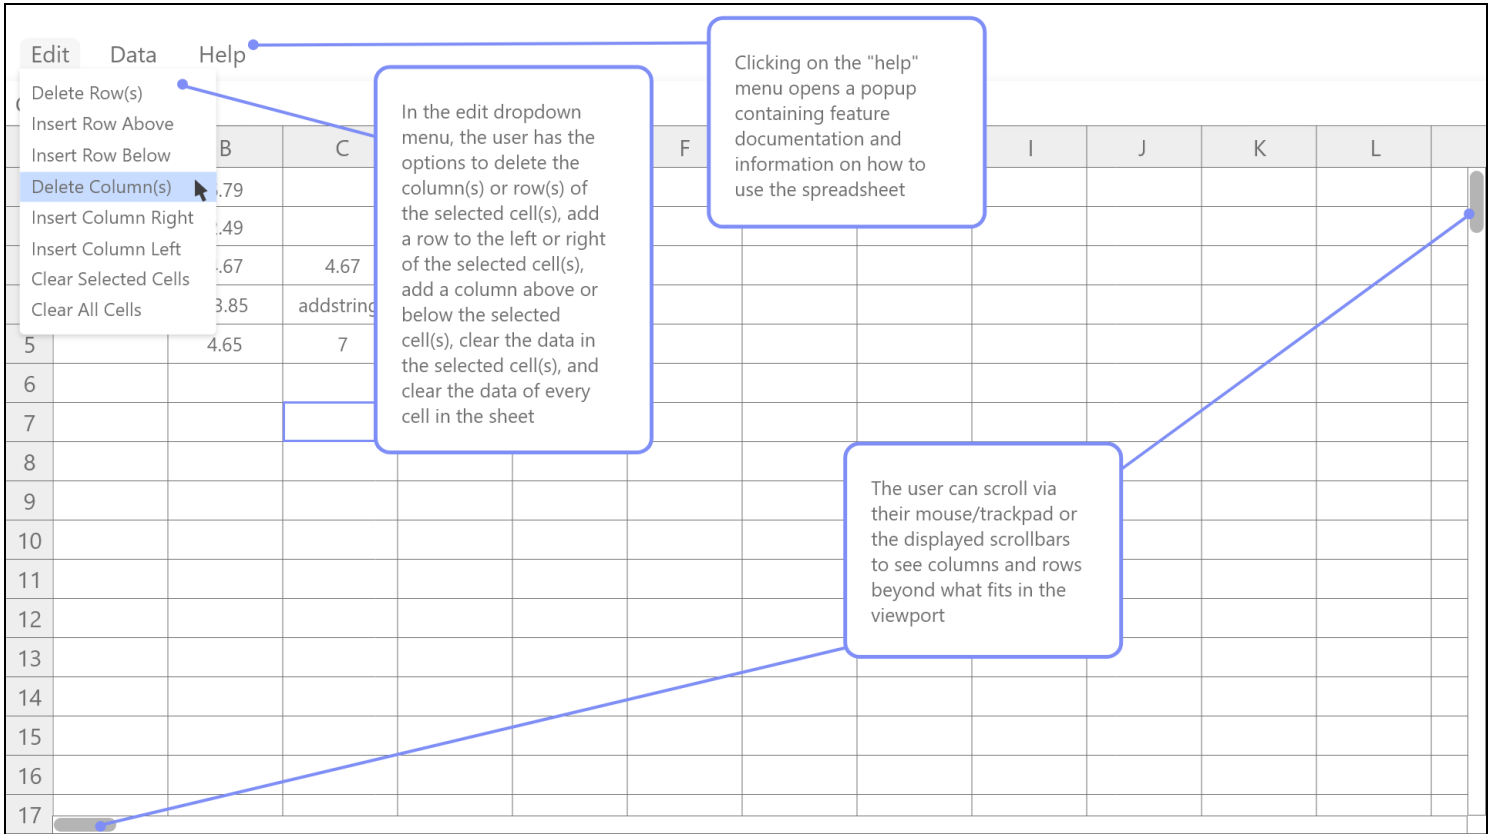 Edit Data Help
Delete Row(s)
Insert Row Above
Insert Row Below
Delete Column(s)
Insert Column Right
Insert Column Left
Clear Selected Cells
Clear All Cells
In the edit dropdown
menu, the user has the
options to delete the
column(s) or row(s) of
the selected cell(s), add
a row to the left or right
of the selected cell(s),
add a column above or
below the selected
cell(s), clear the data in
the selected cell(s), and
clear the data of every
cell in the sheet
Clicking on the "help"
menu opens a popup
containing feature
documentation and
information on how to
use the spreadsheet
B C F I J K L
.79
.49
.67 4.67
3.85 addstring
5 4.65 7
6
7
8
9
10
11
12
13
14
15
16
17
The user can scroll via
their mouse/trackpad or
the displayed scrollbars
to see columns and rows
beyond what fits in the
viewport